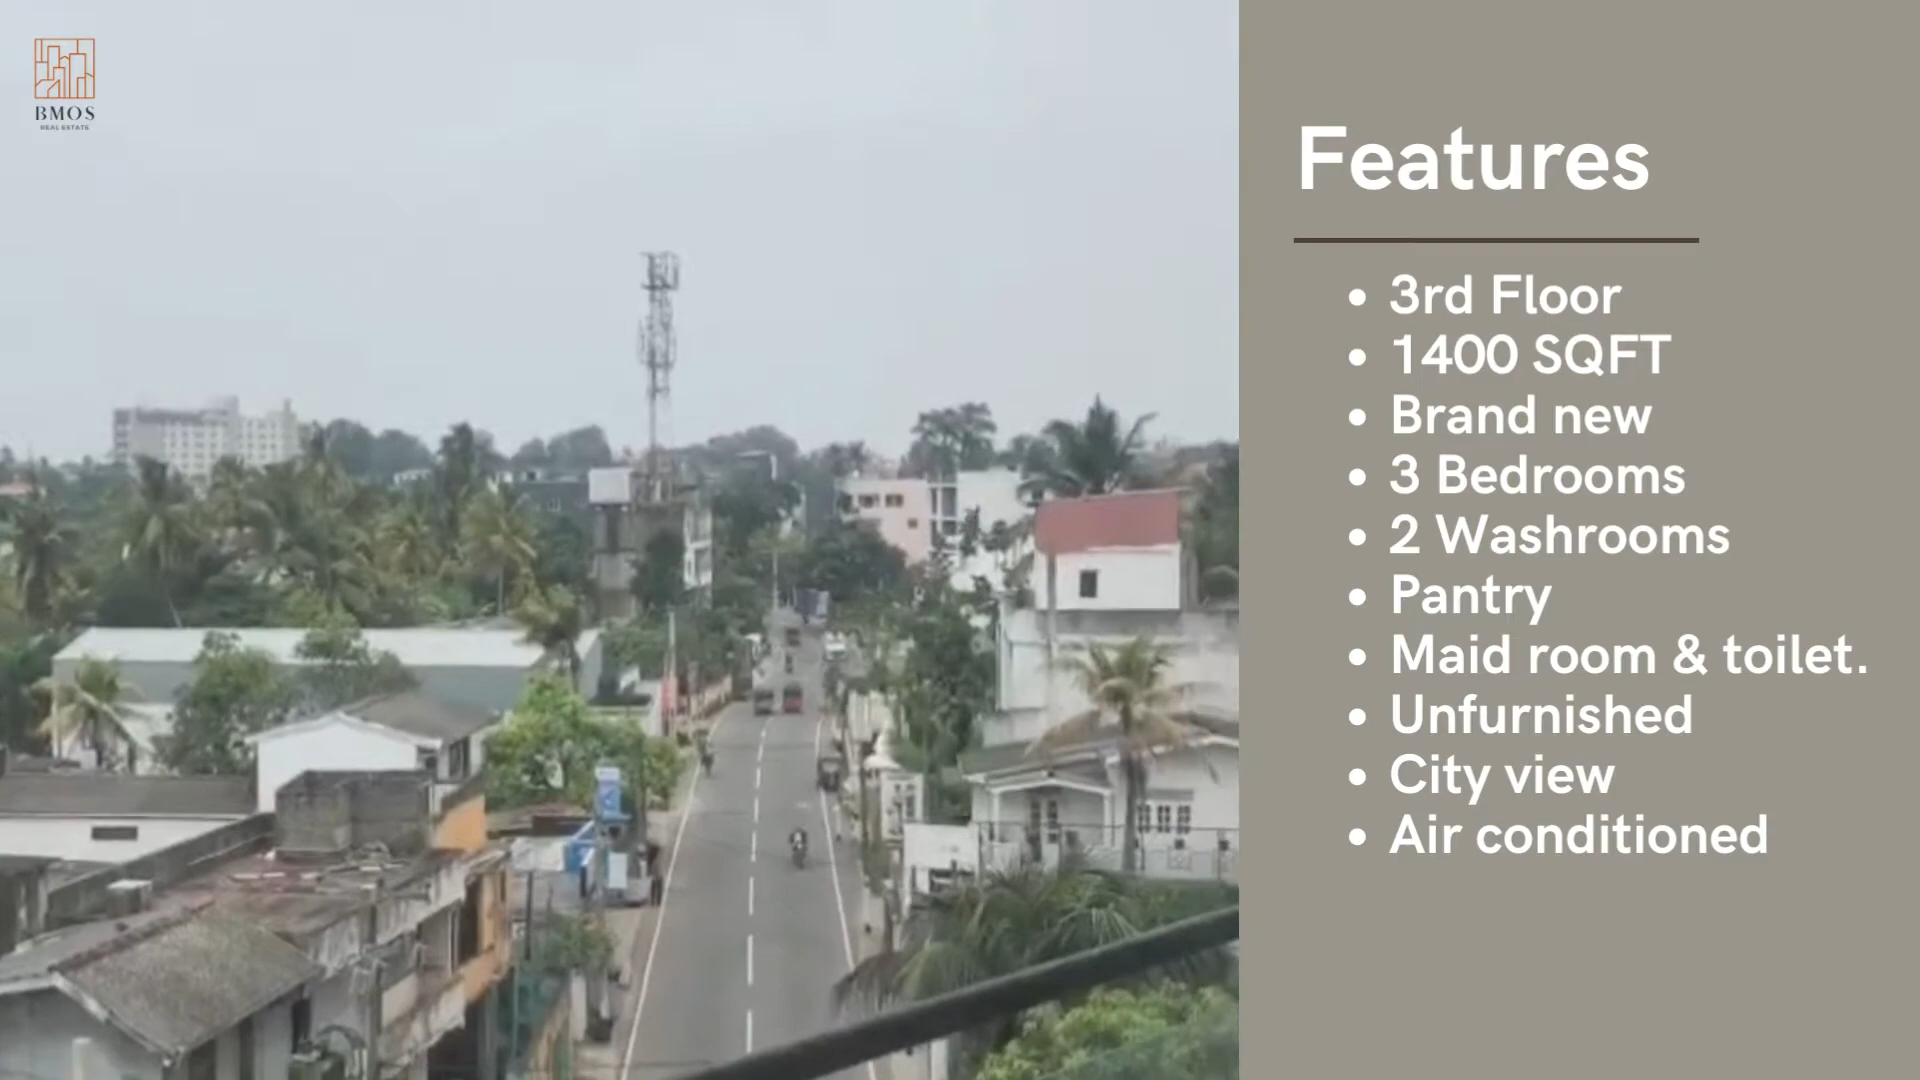 BMOS
REAL ESTATE
Features
• 3rd Floor
• 1400 SQFT
• Brand new
• 3 Bedrooms
• 2 Washrooms
• Pantry
• Maid room & toilet.
• Unfurnished
• City view
• Air conditioned